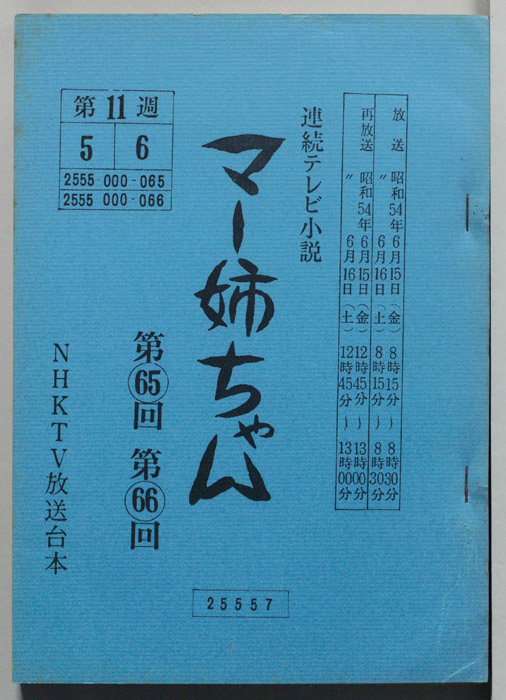 放送 昭和54年6月15日(金) 8時15分～8時30分
〃 6月16日(土) 8時15分～8時30分
再放送 昭和54年6月15日(金) 12時45分～13時00分
〃 6月16日(土) 12時45分～13時00分
連続テレビ小説
マー姉ちゃん
第65回 第66回
第11週
5 6
2555 000-065
2555 000-066
NHKTV放送台本
25557